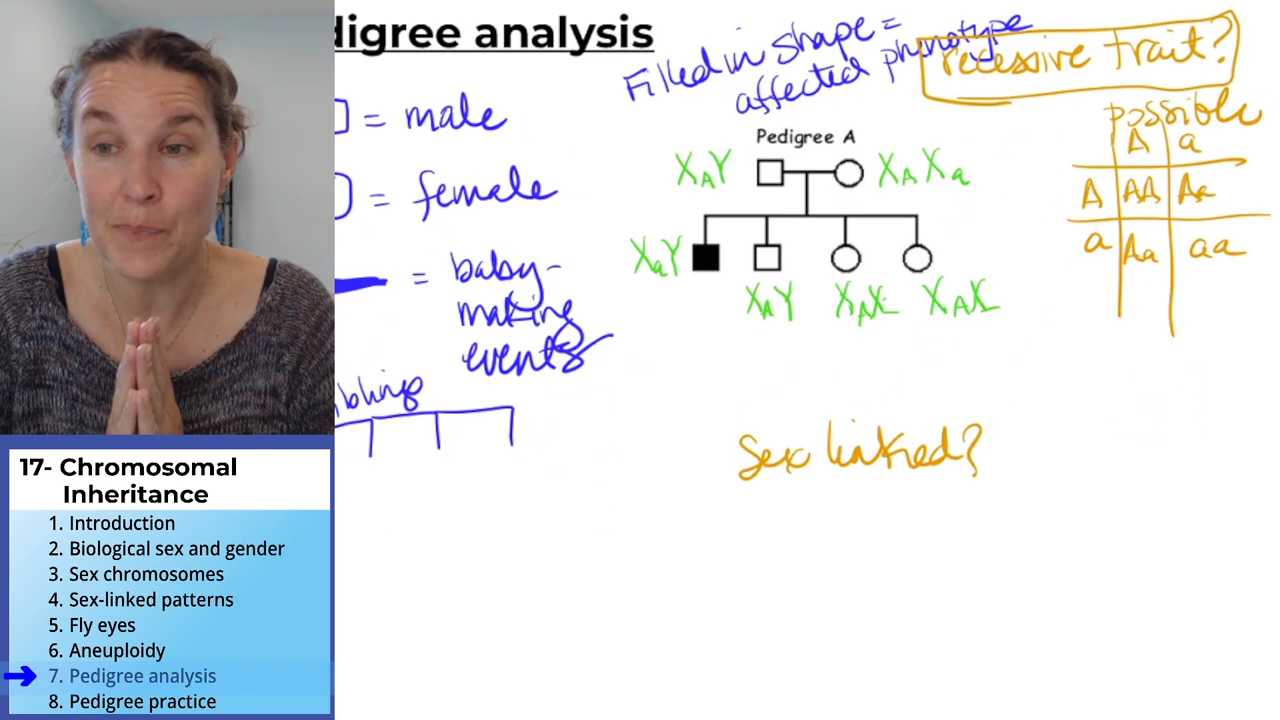 digree analysis
= male
= female
= baby-
making
events
iblings
Filled in shape =
affected phenotype
recessive trait?
possible
Pedigree A
XAY
XAXa
XaY
XAY
XAX
XAX
A a
A AA Aa
a Aa aa
Sex linked?
17- Chromosomal
Inheritance
1. Introduction
2. Biological sex and gender
3. Sex chromosomes
4. Sex-linked patterns
5. Fly eyes
6. Aneuploidy
7. Pedigree analysis
8. Pedigree practice